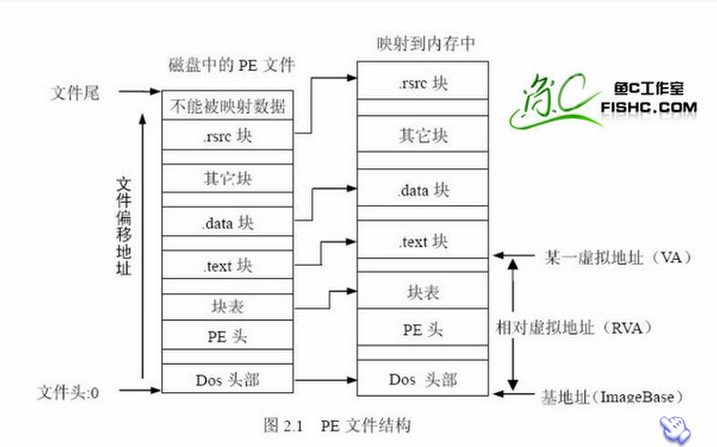 磁盘中的 PE 文件
文件尾
不能被映射数据
.rsrc 块
其它块
.data 块
.text 块
块表
PE 头
Dos 头部
文件偏移地址
文件头:0
映射到内存中
.rsrc 块
其它块
.data 块
.text 块
块表
PE 头
Dos 头部
鱼C工作室
FISHC.COM
某一虚拟地址（VA）
相对虚拟地址（RVA）
基地址(ImageBase)
图 2.1 PE 文件结构